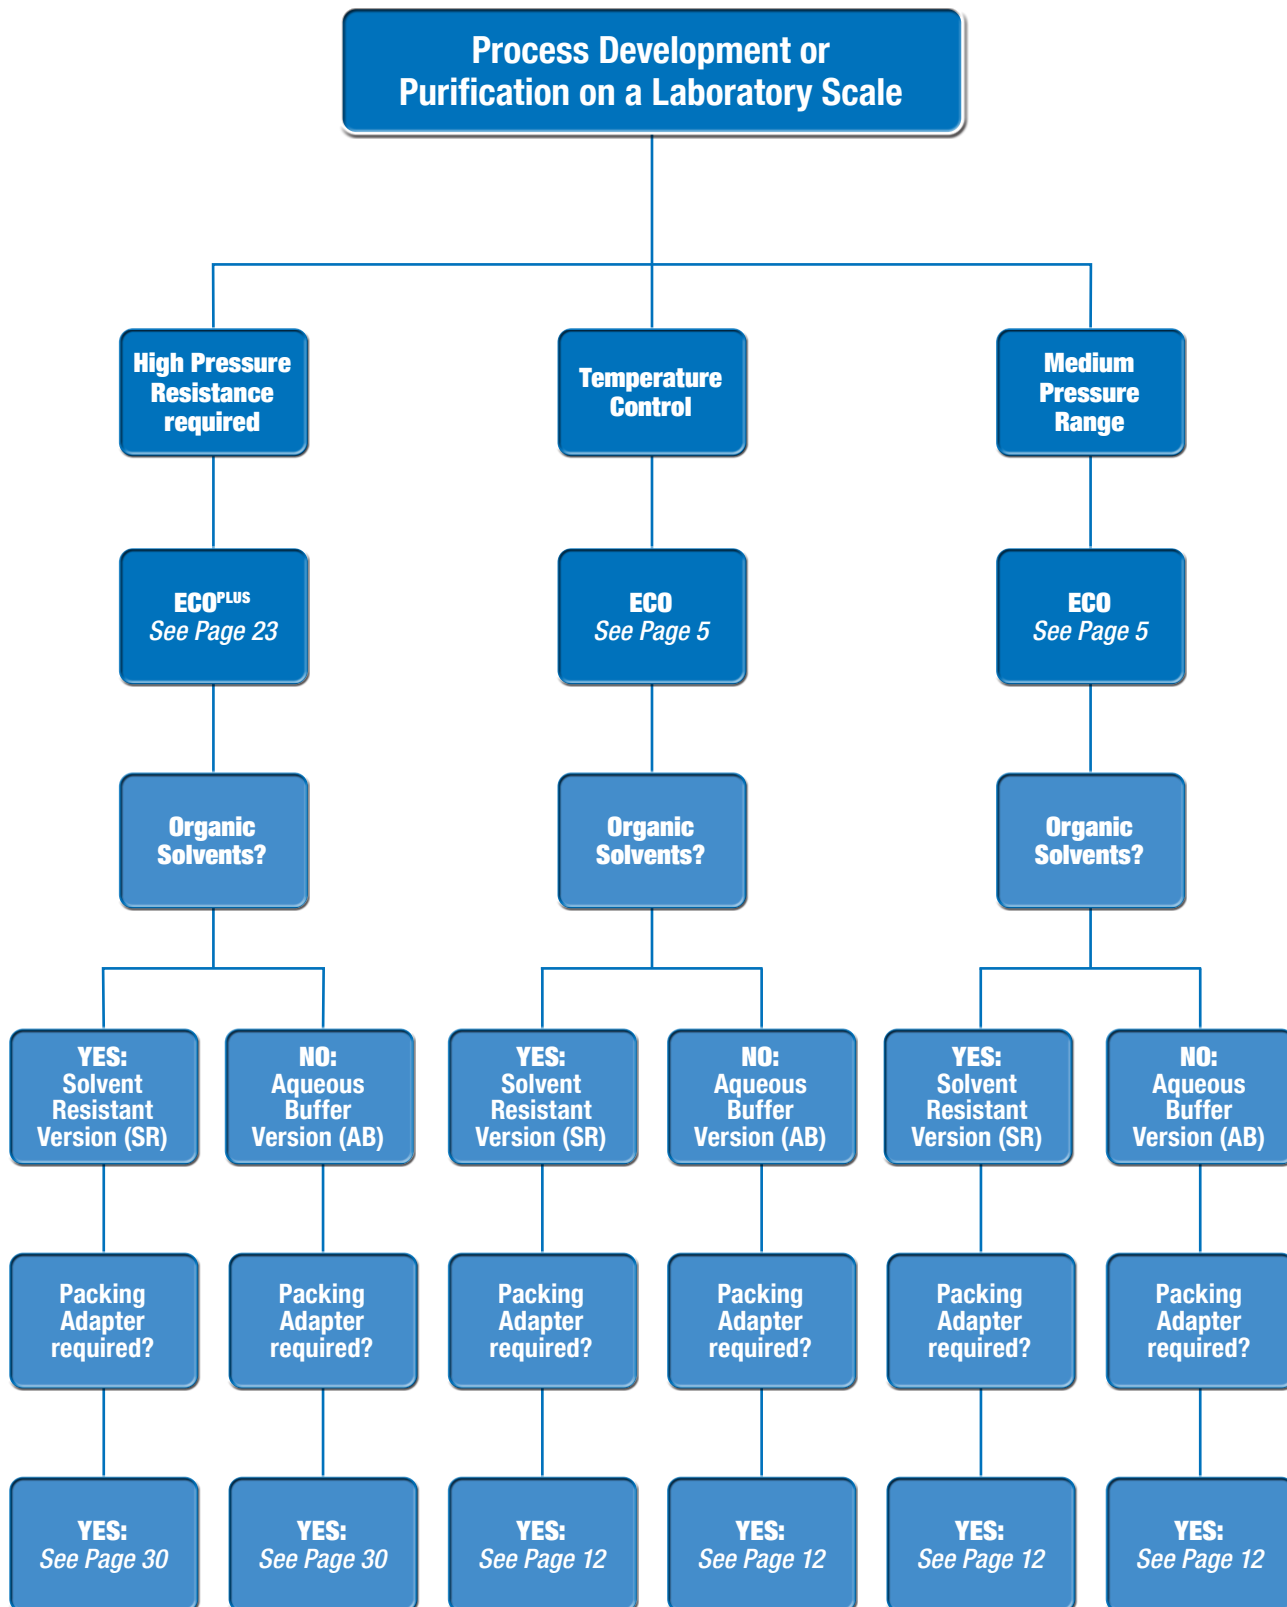 Process Development or
Purification on a Laboratory Scale
High Pressure
Resistance
required
Temperature
Control
Medium
Pressure
Range
ECOPLUS
See Page 23
ECO
See Page 5
ECO
See Page 5
Organic
Solvents?
Organic
Solvents?
Organic
Solvents?
YES:
Solvent
Resistant
Version (SR)
NO:
Aqueous
Buffer
Version (AB)
YES:
Solvent
Resistant
Version (SR)
NO:
Aqueous
Buffer
Version (AB)
YES:
Solvent
Resistant
Version (SR)
NO:
Aqueous
Buffer
Version (AB)
Packing
Adapter
required?
Packing
Adapter
required?
Packing
Adapter
required?
Packing
Adapter
required?
Packing
Adapter
required?
Packing
Adapter
required?
YES:
See Page 30
YES:
See Page 30
YES:
See Page 12
YES:
See Page 12
YES:
See Page 12
YES:
See Page 12